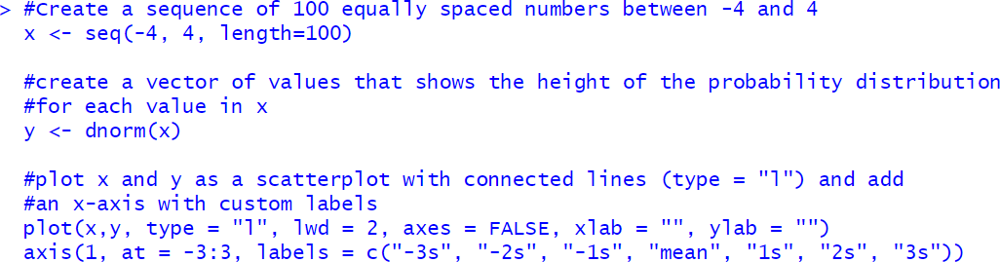 > #Create a sequence of 100 equally spaced numbers between -4 and 4
x <- seq(-4, 4, length=100)
#create a vector of values that shows the height of the probability distribution
#for each value in x
y <- dnorm(x)
#plot x and y as a scatterplot with connected lines (type = "l") and add
#an x-axis with custom labels
plot(x,y, type = "l", lwd = 2, axes = FALSE, xlab = "", ylab = "")
axis(1, at = -3:3, labels = c("-3s", "-2s", "-1s", "mean", "1s", "2s", "3s"))